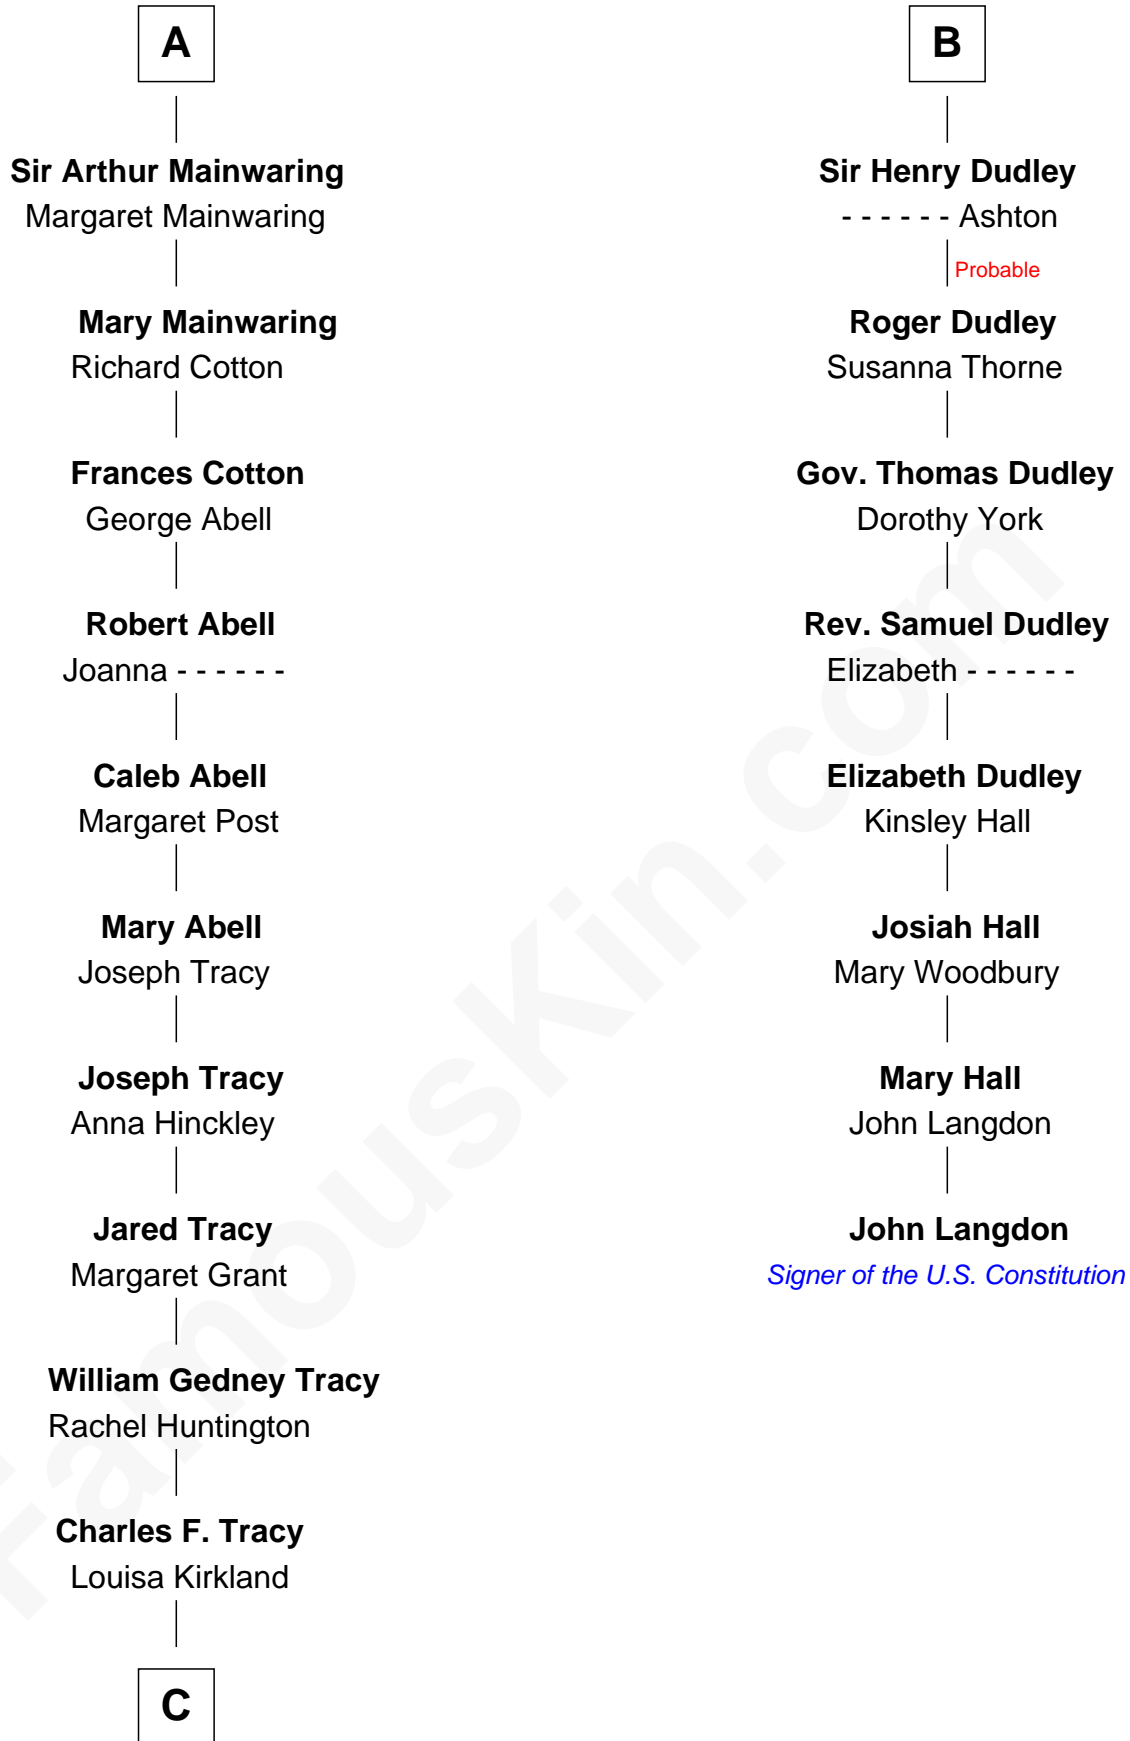 A
Sir Arthur Mainwaring
Margaret Mainwaring
Mary Mainwaring
Richard Cotton
Frances Cotton
George Abell
Robert Abell
Joanna - - - - - -
Caleb Abell
Margaret Post
Mary Abell
Joseph Tracy
Joseph Tracy
Anna Hinckley
Jared Tracy
Margaret Grant
William Gedney Tracy
Rachel Huntington
Charles F. Tracy
Louisa Kirkland
C
B
Sir Henry Dudley
- - - - - - Ashton
Probable
Roger Dudley
Susanna Thorne
Gov. Thomas Dudley
Dorothy York
Rev. Samuel Dudley
Elizabeth - - - - - -
Elizabeth Dudley
Kinsley Hall
Josiah Hall
Mary Woodbury
Mary Hall
John Langdon
John Langdon
Signer of the U.S. Constitution
FamousKin.com